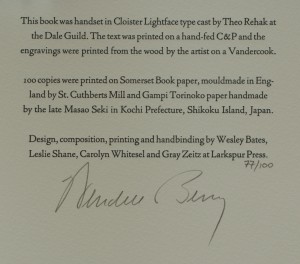 This book was handset in Cloister Lightface type cast by Theo Rehak at
the Dale Guild. The text was printed on a hand-fed C&P and the
engravings were printed from the wood by the artist on a Vandercook.
100 copies were printed on Somerset Book paper, mouldmade in Eng-
land by St. Cuthberts Mill and Gampi Torinoko paper handmade
by the late Masao Seki in Kochi Prefecture, Shikoku Island, Japan.
Design, composition, printing and handbinding by Wesley Bates,
Leslie Shane, Carolyn Whitesel and Gray Zeitz at Larkspur Press.
77/100
Wendell Berry